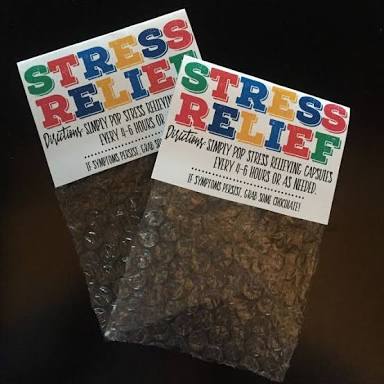 STRESS
RELIEF
Directions: SIMPLY POP STRESS RELIEVING
EVERY 4-6 HOURS OR
IF SYMPTOMS PERSIST, GRAB SOME
STRESS
RELIEF
Directions: SIMPLY POP STRESS RELIEVING CAPSULES
EVERY 4-6 HOURS OR AS NEEDED.
IF SYMPTOMS PERSIST, GRAB SOME CHOCOLATE!